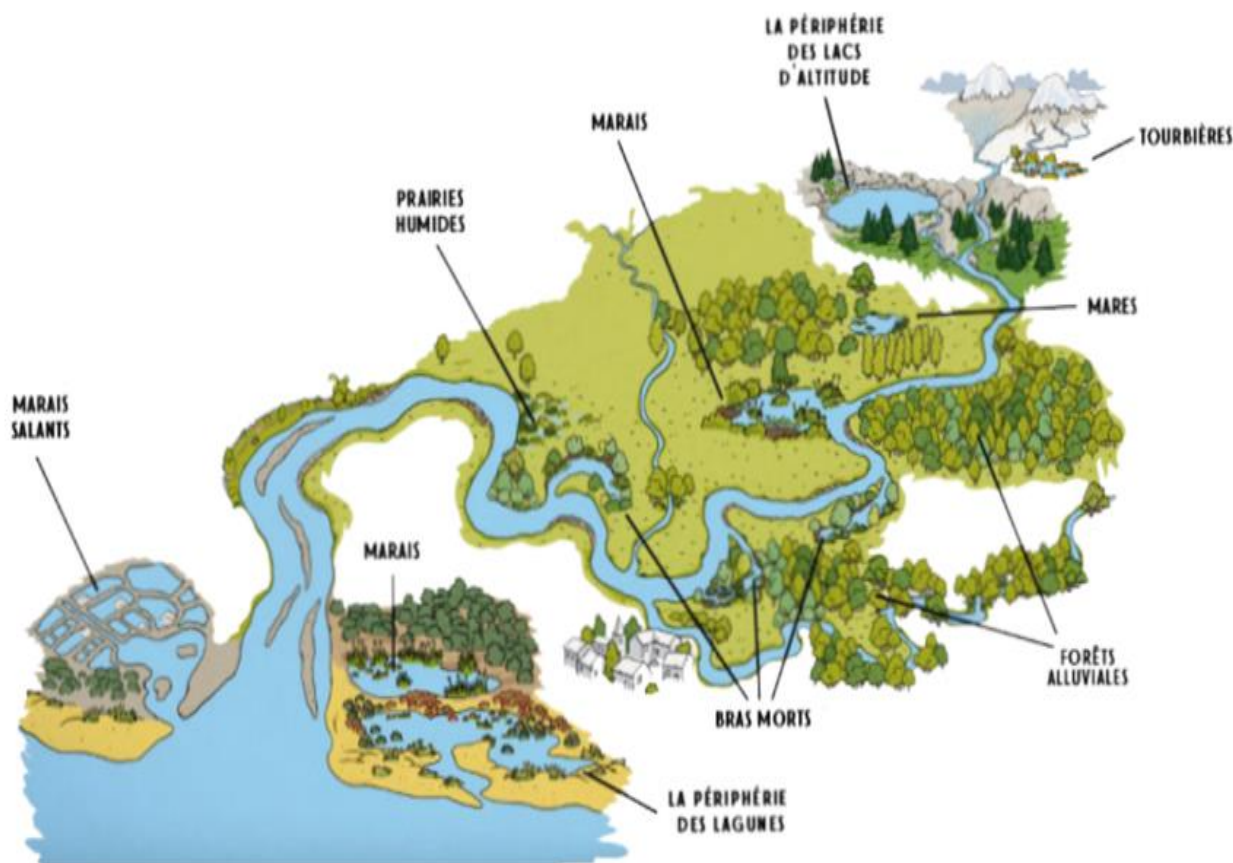 LA PÉRIPHÉRIE
DES LACS
D'ALTITUDE
MARAIS
TOURBIÈRES
PRAIRIES
HUMIDES
MARES
MARAIS
SALANTS
MARAIS
FORÊTS
ALLUVIALES
BRAS MORTS
LA PÉRIPHÉRIE
DES LAGUNES